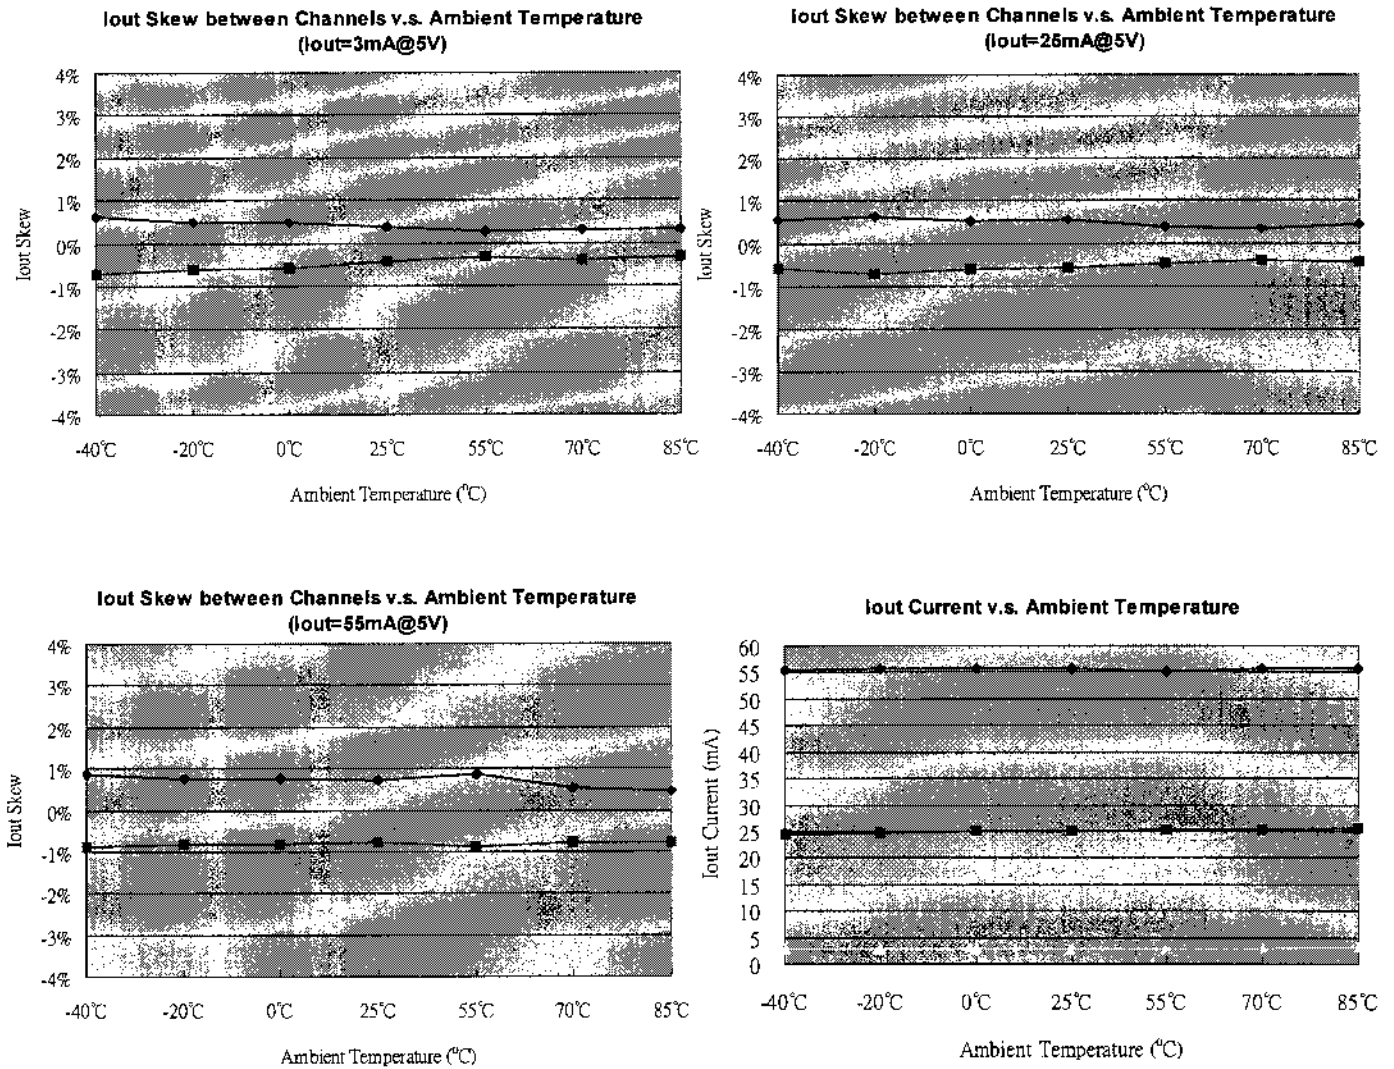 Iout Skew between Channels v.s. Ambient Temperature
(Iout=3mA@5V)
Iout Skew
4%
3%
2%
1%
0%
-1%
-2%
-3%
-4%
-40℃ -20℃ 0℃ 25℃ 55℃ 70℃ 85℃
Ambient Temperature (°C)
Iout Skew between Channels v.s. Ambient Temperature
(Iout=25mA@5V)
Iout Skew
4%
3%
2%
1%
0%
-1%
-2%
-3%
-4%
-40℃ -20℃ 0℃ 25℃ 55℃ 70℃ 85℃
Ambient Temperature (°C)
Iout Skew between Channels v.s. Ambient Temperature
(Iout=55mA@5V)
Iout Skew
4%
3%
2%
1%
0%
-1%
-2%
-3%
-4%
-40℃ -20℃ 0℃ 25℃ 55℃ 70℃ 85℃
Ambient Temperature (°C)
Iout Current v.s. Ambient Temperature
Iout Current (mA)
60
55
50
45
40
35
30
25
20
15
10
5
0
-40℃ -20℃ 0℃ 25℃ 55℃ 70℃ 85℃
Ambient Temperature (°C)